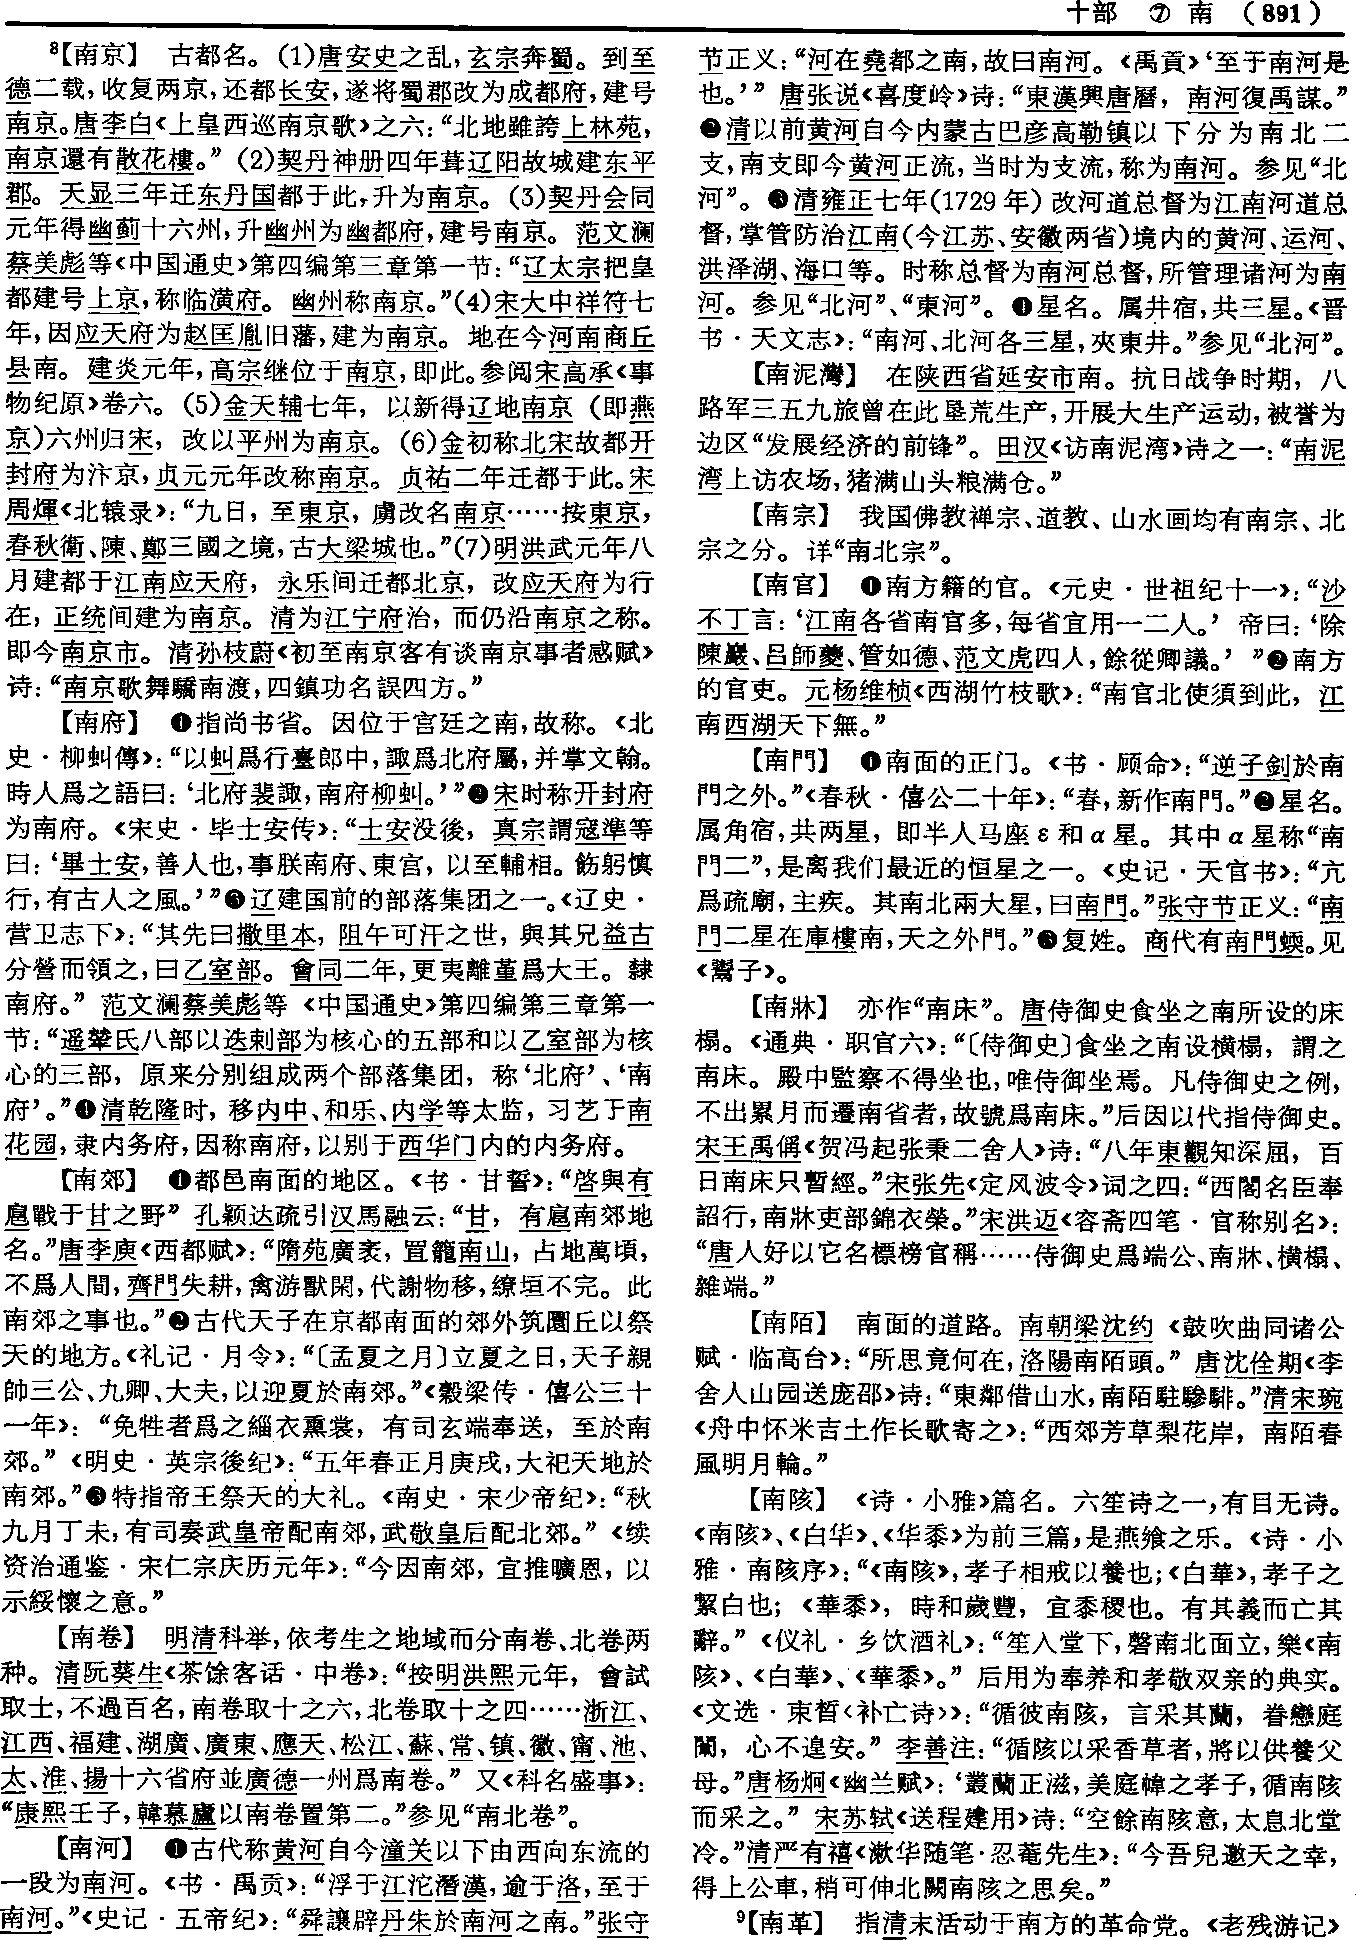 十部 ⑦ 南 （891）
⁸【南京】 古都名。(1)唐安史之乱，玄宗奔蜀。到至
德二载，收复两京，还都长安，遂将蜀郡改为成都府，建号
南京。唐李白《上皇西巡南京歌》之六：“北地雖誇上林苑，
南京還有散花樓。”(2)契丹神册四年葺辽阳故城建东平
郡。天显三年迁东丹国都于此，升为南京。(3)契丹会同
元年得幽蓟十六州，升幽州为幽都府，建号南京。范文澜
蔡美彪等《中国通史》第四编第三章第一节：“辽太宗把皇
都建号上京，称临潢府。幽州称南京。”(4)宋大中祥符七
年，因应天府为赵匡胤旧藩，建为南京。地在今河南商丘
县南。建炎元年，高宗继位于南京，即此。参阅宋高承《事
物纪原》卷六。(5)金天辅七年，以新得辽地南京（即燕
京）六州归宋，改以平州为南京。(6)金初称北宋故都开
封府为汴京，贞元元年改称南京。贞祐二年迁都于此。宋
周煇《北辕录》：“九日，至東京，虜改名南京……按東京，
春秋衛、陳、鄭三國之境，古大梁城也。”(7)明洪武元年八
月建都于江南应天府，永乐间迁都北京，改应天府为行
在，正统间建为南京。清为江宁府治，而仍沿南京之称。
即今南京市。清孙枝蔚《初至南京客有谈南京事者感赋》
诗：“南京歌舞驕南渡，四鎮功名誤四方。”
【南府】 ❶指尚书省。因位于宫廷之南，故称。《北
史·柳虯傳》：“以虯爲行臺郎中，諏爲北府屬，并掌文翰。
時人爲之語曰：‘北府裴諏，南府柳虯。’”❷宋时称开封府
为南府。《宋史·毕士安传》：“士安没後，真宗謂寇準等
曰：‘畢士安，善人也，事朕南府、東宫，以至輔相。飭躬慎
行，有古人之風。’”❸辽建国前的部落集团之一。《辽史·
营卫志下》：“其先曰撒里本，阻午可汗之世，與其兄益古
分營而領之，曰乙室部。會同二年，更夷離堇爲大王。隸
南府。”范文澜蔡美彪等《中国通史》第四编第三章第一
节：“遥辇氏八部以迭剌部为核心的五部和以乙室部为核
心的三部，原来分别组成两个部落集团，称‘北府’、‘南
府’。”❹清乾隆时，移内中、和乐、内学等太监，习艺于南
花园，隶内务府，因称南府，以别于西华门内的内务府。
【南郊】 ❶都邑南面的地区。《书·甘誓》：“啓與有
扈戰于甘之野”孔颖达疏引汉馬融云：“甘，有扈南郊地
名。”唐李庾《西都赋》：“隋苑廣袤，罝籠南山，占地萬頃，
不爲人間，齊門失耕，禽游獸閑，代謝物移，繚垣不完。此
南郊之事也。”❷古代天子在京都南面的郊外筑圜丘以祭
天的地方。《礼记·月令》：“〔孟夏之月〕立夏之日，天子親
帥三公、九卿、大夫，以迎夏於南郊。”《穀梁传·僖公三十
一年》：“免牲者爲之緇衣熏裳，有司玄端奉送，至於南
郊。”《明史·英宗後纪》：“五年春正月庚戌，大祀天地於
南郊。”❸特指帝王祭天的大礼。《南史·宋少帝纪》：“秋
九月丁未，有司奏武皇帝配南郊，武敬皇后配北郊。”《续
资治通鉴·宋仁宗庆历元年》：“今因南郊，宜推曠恩，以
示綏懷之意。”
【南卷】 明清科举，依考生之地域而分南卷、北卷两
种。清阮葵生《茶馀客话·中卷》：“按明洪熙元年，會試
取士，不過百名，南卷取十之六，北卷取十之四……浙江、
江西、福建、湖廣、廣東、應天、松江、蘇、常、镇、徽、甯、池、
太、淮、揚十六省府並廣德一州爲南卷。”又《科名盛事》：
“康熙壬子，韓慕廬以南卷置第二。”参见“南北卷”。
【南河】 ❶古代称黄河自今潼关以下由西向东流的
一段为南河。《书·禹贡》：“浮于江沱潛漢，逾于洛，至于
南河。”《史记·五帝纪》：“舜讓辟丹朱於南河之南。”张守
节正义：“河在堯都之南，故曰南河。《禹貢》‘至于南河是
也。’”唐张说《喜度岭》诗：“東漢興唐曆，南河復禹謀。”
❷清以前黄河自今内蒙古巴彦高勒镇以下分为南北二
支，南支即今黄河正流，当时为支流，称为南河。参见“北
河”。❸清雍正七年(1729年)改河道总督为江南河道总
督，掌管防治江南(今江苏、安徽两省)境内的黄河、运河、
洪泽湖、海口等。时称总督为南河总督，所管理诸河为南
河。参见“北河”、“東河”。❹星名。属井宿，共三星。《晋
书·天文志》：“南河、北河各三星，夾東井。”参见“北河”。
【南泥灣】 在陕西省延安市南。抗日战争时期，八
路军三五九旅曾在此垦荒生产，开展大生产运动，被誉为
边区“发展经济的前锋”。田汉《访南泥湾》诗之一：“南泥
湾上访农场，猪满山头粮满仓。”
【南宗】 我国佛教禅宗、道教、山水画均有南宗、北
宗之分。详“南北宗”。
【南官】 ❶南方籍的官。《元史·世祖纪十一》：“沙
不丁言：‘江南各省南官多，每省宜用一二人。’帝曰：‘除
陳巖、吕師夔、管如德、范文虎四人，餘從卿議。’”❷南方
的官吏。元杨维桢《西湖竹枝歌》：“南官北使須到此，江
南西湖天下無。”
【南門】 ❶南面的正门。《书·顾命》：“逆子釗於南
門之外。”《春秋·僖公二十年》：“春，新作南門。”❷星名。
属角宿，共两星，即半人马座ε和α星。其中α星称“南
門二”，是离我们最近的恒星之一。《史记·天官书》：“亢
爲疏廟，主疾。其南北兩大星，曰南門。”张守节正义：“南
門二星在庫樓南，天之外門。”❸复姓。商代有南門蝡。见
《鬻子》。
【南牀】 亦作“南床”。唐侍御史食坐之南所设的床
榻。《通典·职官六》：“〔侍御史〕食坐之南设横榻，謂之
南床。殿中監察不得坐也，唯侍御坐焉。凡侍御史之例，
不出累月而遷南省者，故號爲南床。”后因以代指侍御史。
宋王禹偁《贺冯起张秉二舍人》诗：“八年東觀知深屈，百
日南床只暫經。”宋张先《定风波令》词之四：“西閣名臣奉
詔行，南牀吏部錦衣榮。”宋洪迈《容斋四笔·官称别名》：
“唐人好以它名標榜官稱……侍御史爲端公、南牀、横榻、
雜端。”
【南陌】 南面的道路。南朝梁沈约《鼓吹曲同诸公
赋·临高台》：“所思竟何在，洛陽南陌頭。”唐沈佺期《李
舍人山园送庞邵》诗：“東鄰借山水，南陌駐驂騑。”清宋琬
《舟中怀米吉土作长歌寄之》：“西郊芳草梨花岸，南陌春
風明月輪。”
【南陔】 《诗·小雅》篇名。六笙诗之一，有目无诗。
《南陔》、《白华》、《华黍》为前三篇，是燕飨之乐。《诗·小
雅·南陔序》：“《南陔》，孝子相戒以養也；《白華》，孝子之
絜白也；《華黍》，時和歲豐，宜黍稷也。有其義而亡其
辭。”《仪礼·乡饮酒礼》：“笙入堂下，磬南北面立，樂《南
陔》、《白華》、《華黍》。”后用为奉养和孝敬双亲的典实。
《文选·束晳〈补亡诗〉》：“循彼南陔，言采其蘭，眷戀庭
闈，心不遑安。”李善注：“循陔以采香草者，將以供養父
母。”唐杨炯《幽兰赋》：‘叢蘭正滋，美庭幃之孝子，循南陔
而采之。”宋苏轼《送程建用》诗：“空餘南陔意，太息北堂
冷。”清严有禧《漱华随笔·忍菴先生》：“今吾兒邀天之幸，
得上公車，稍可伸北闕南陔之思矣。”
⁹【南革】 指清末活动于南方的革命党。《老残游记》